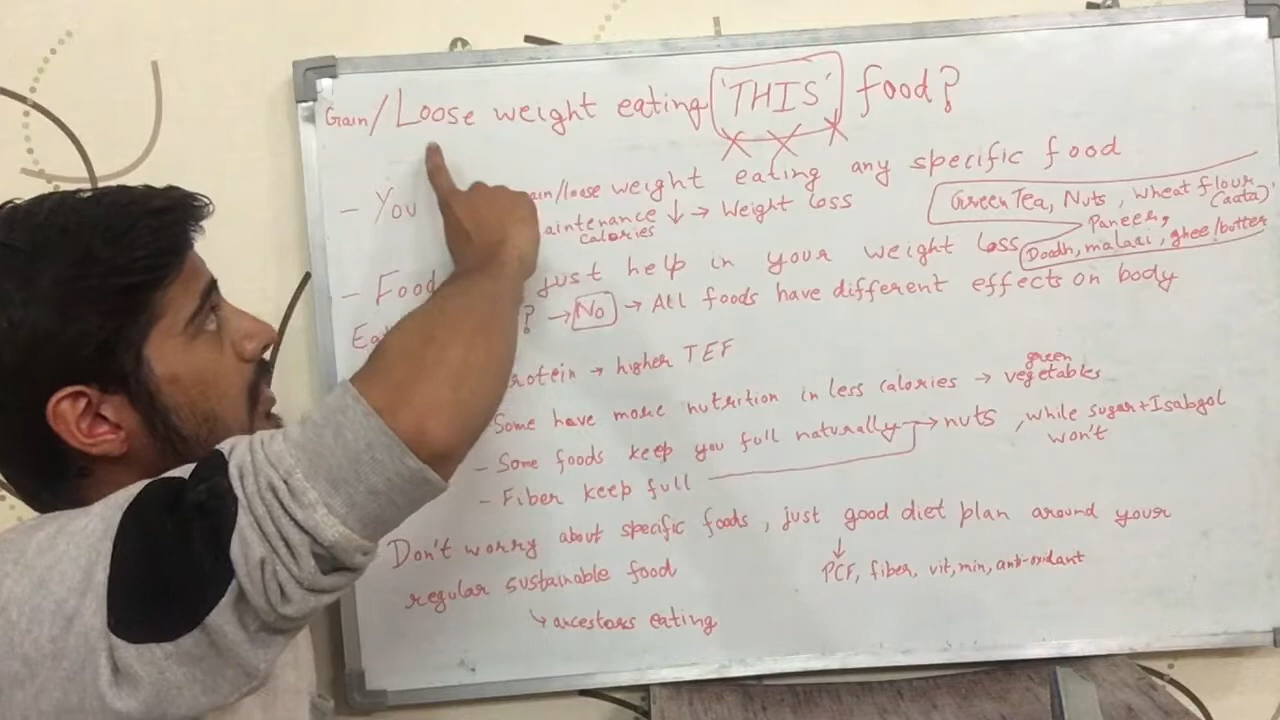 Gain/Loose weight eating 'THIS' food?
- You gain/loose weight eating any specific food
maintenance calories ↓ → Weight loss
Green Tea, Nuts, wheat flour (aata),
Paneer,
Doodh, malaai, ghee/butter
- Food just help in your weight loss
? → No → All foods have different effects on body
protein → higher TEF
Some have more nutrition in less calories → green vegetables
- Some foods keep you full naturally → nuts, while sugar+Isabgol won't
- Fiber keep full
Don't worry about specific foods, just good diet plan around your
↓
PCF, fiber, vit, min, anti-oxidant
regular sustainable food
↳ ancestors eating